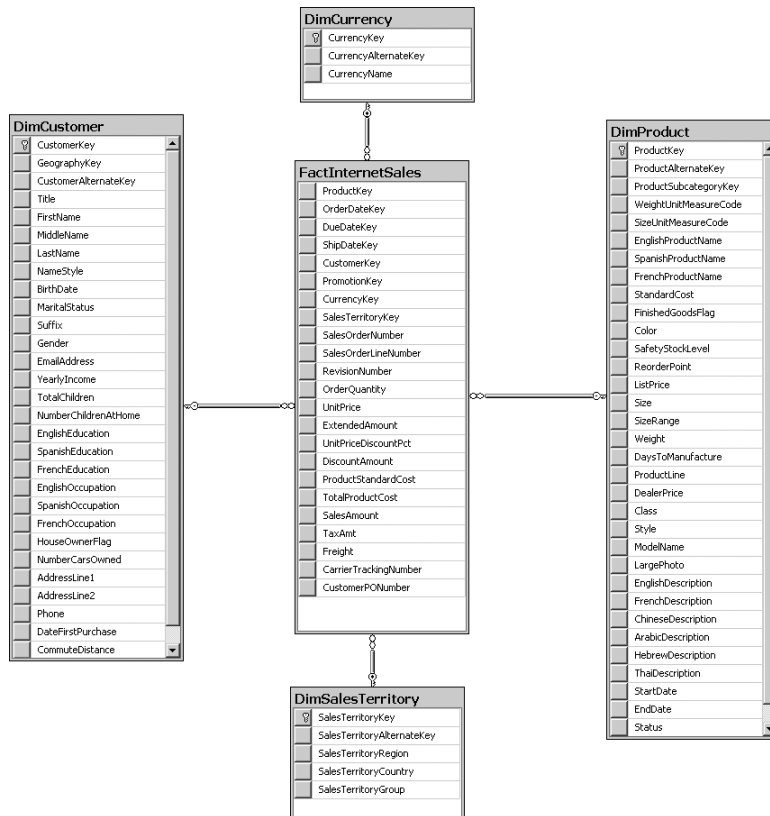 DimCurrency
CurrencyKey
CurrencyAlternateKey
CurrencyName
DimCustomer
CustomerKey
GeographyKey
CustomerAlternateKey
Title
FirstName
MiddleName
LastName
NameStyle
BirthDate
MaritalStatus
Suffix
Gender
EmailAddress
YearlyIncome
TotalChildren
NumberChildrenAtHome
EnglishEducation
SpanishEducation
FrenchEducation
EnglishOccupation
SpanishOccupation
FrenchOccupation
HouseOwnerFlag
NumberCarsOwned
AddressLine1
AddressLine2
Phone
DateFirstPurchase
CommuteDistance
FactInternetSales
ProductKey
OrderDateKey
DueDateKey
ShipDateKey
CustomerKey
PromotionKey
CurrencyKey
SalesTerritoryKey
SalesOrderNumber
SalesOrderLineNumber
RevisionNumber
OrderQuantity
UnitPrice
ExtendedAmount
UnitPriceDiscountPct
DiscountAmount
ProductStandardCost
TotalProductCost
SalesAmount
TaxAmt
Freight
CarrierTrackingNumber
CustomerPONumber
DimProduct
ProductKey
ProductAlternateKey
ProductSubcategoryKey
WeightUnitMeasureCode
SizeUnitMeasureCode
EnglishProductName
SpanishProductName
FrenchProductName
StandardCost
FinishedGoodsFlag
Color
SafetyStockLevel
ReorderPoint
ListPrice
Size
SizeRange
Weight
DaysToManufacture
ProductLine
DealerPrice
Class
Style
ModelName
LargePhoto
EnglishDescription
FrenchDescription
ChineseDescription
ArabicDescription
HebrewDescription
ThaiDescription
StartDate
EndDate
Status
DimSalesTerritory
SalesTerritoryKey
SalesTerritoryAlternateKey
SalesTerritoryRegion
SalesTerritoryCountry
SalesTerritoryGroup